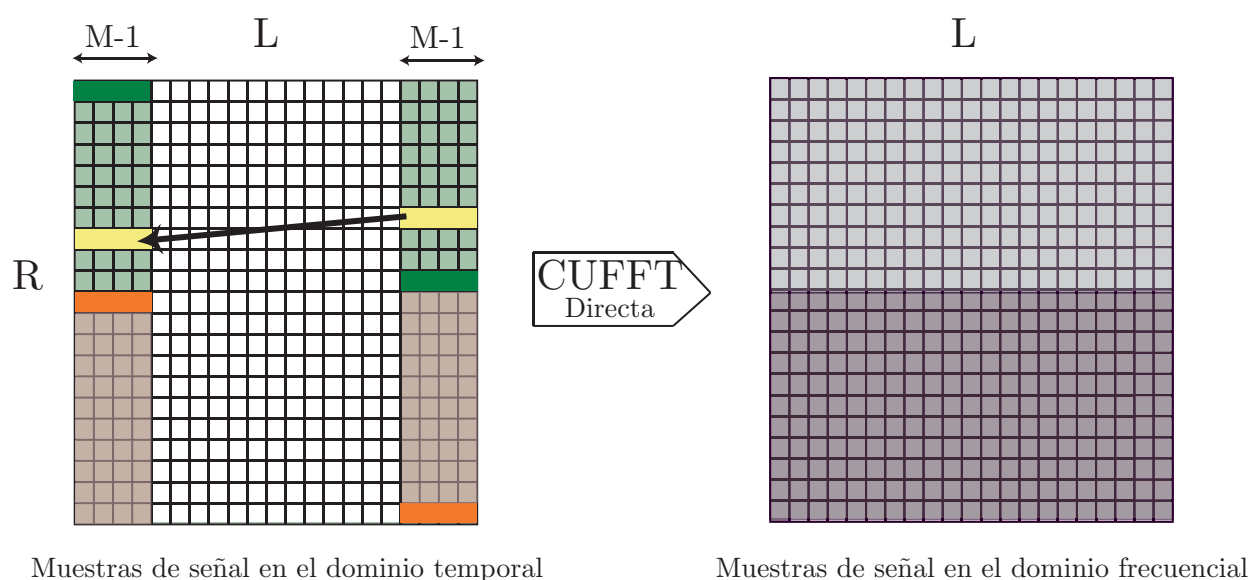 M-1 L M-1 L
R
CUFFT
Directa
Muestras de señal en el dominio temporal
Muestras de señal en el dominio frecuencial